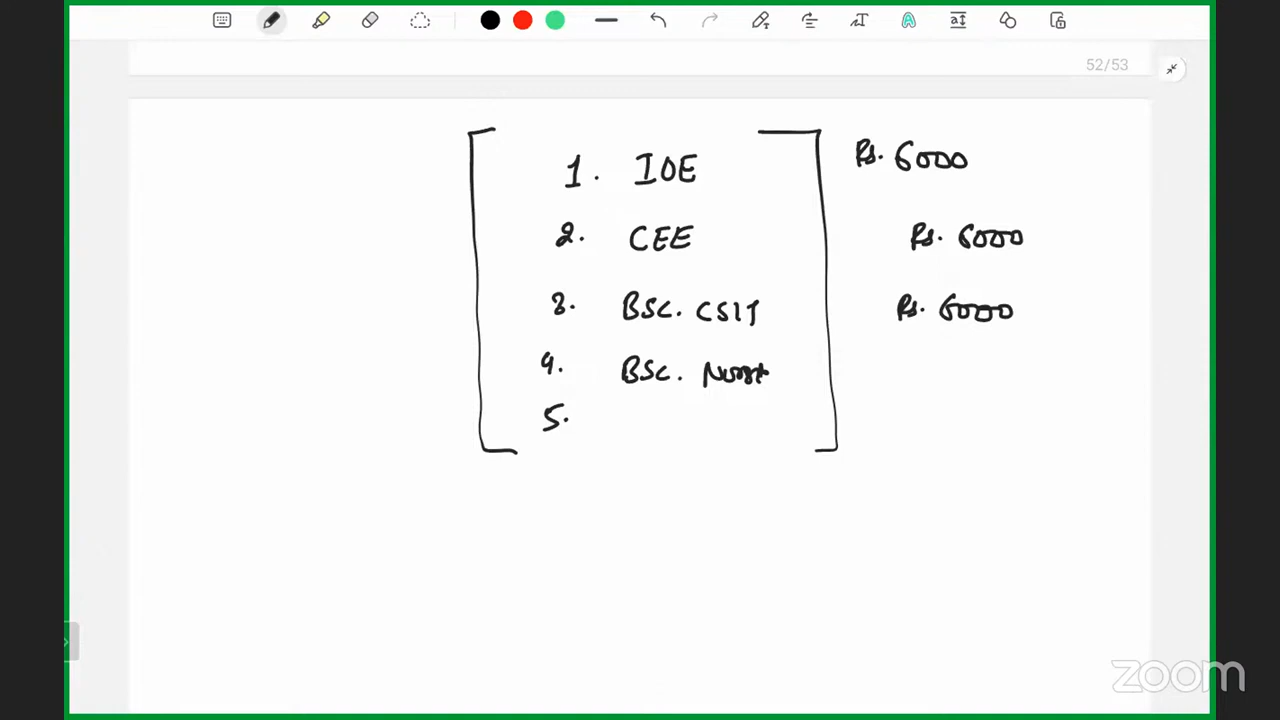 52/53
1. IOE Rs. 6000
2. CEE Rs. 6000
3. BSC. CSIT Rs. 6000
4. BSC.
5.
zoom